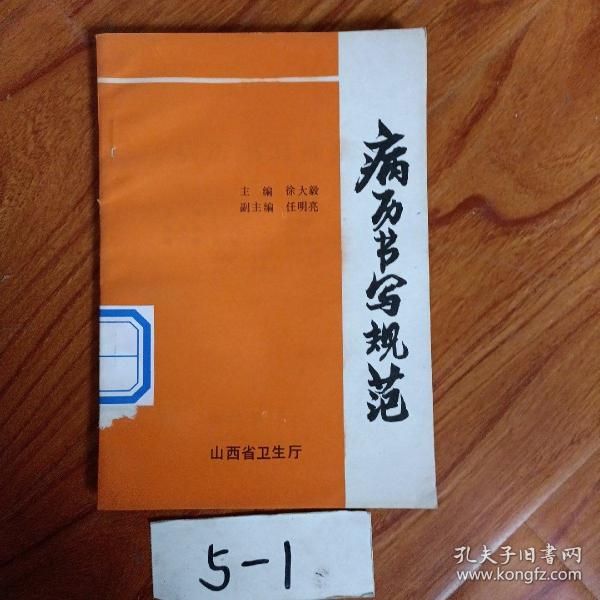 病历书写规范
主编 徐大毅
副主编 任明亮
山西省卫生厅
5-1
孔夫子旧书网
www.kongfz.com